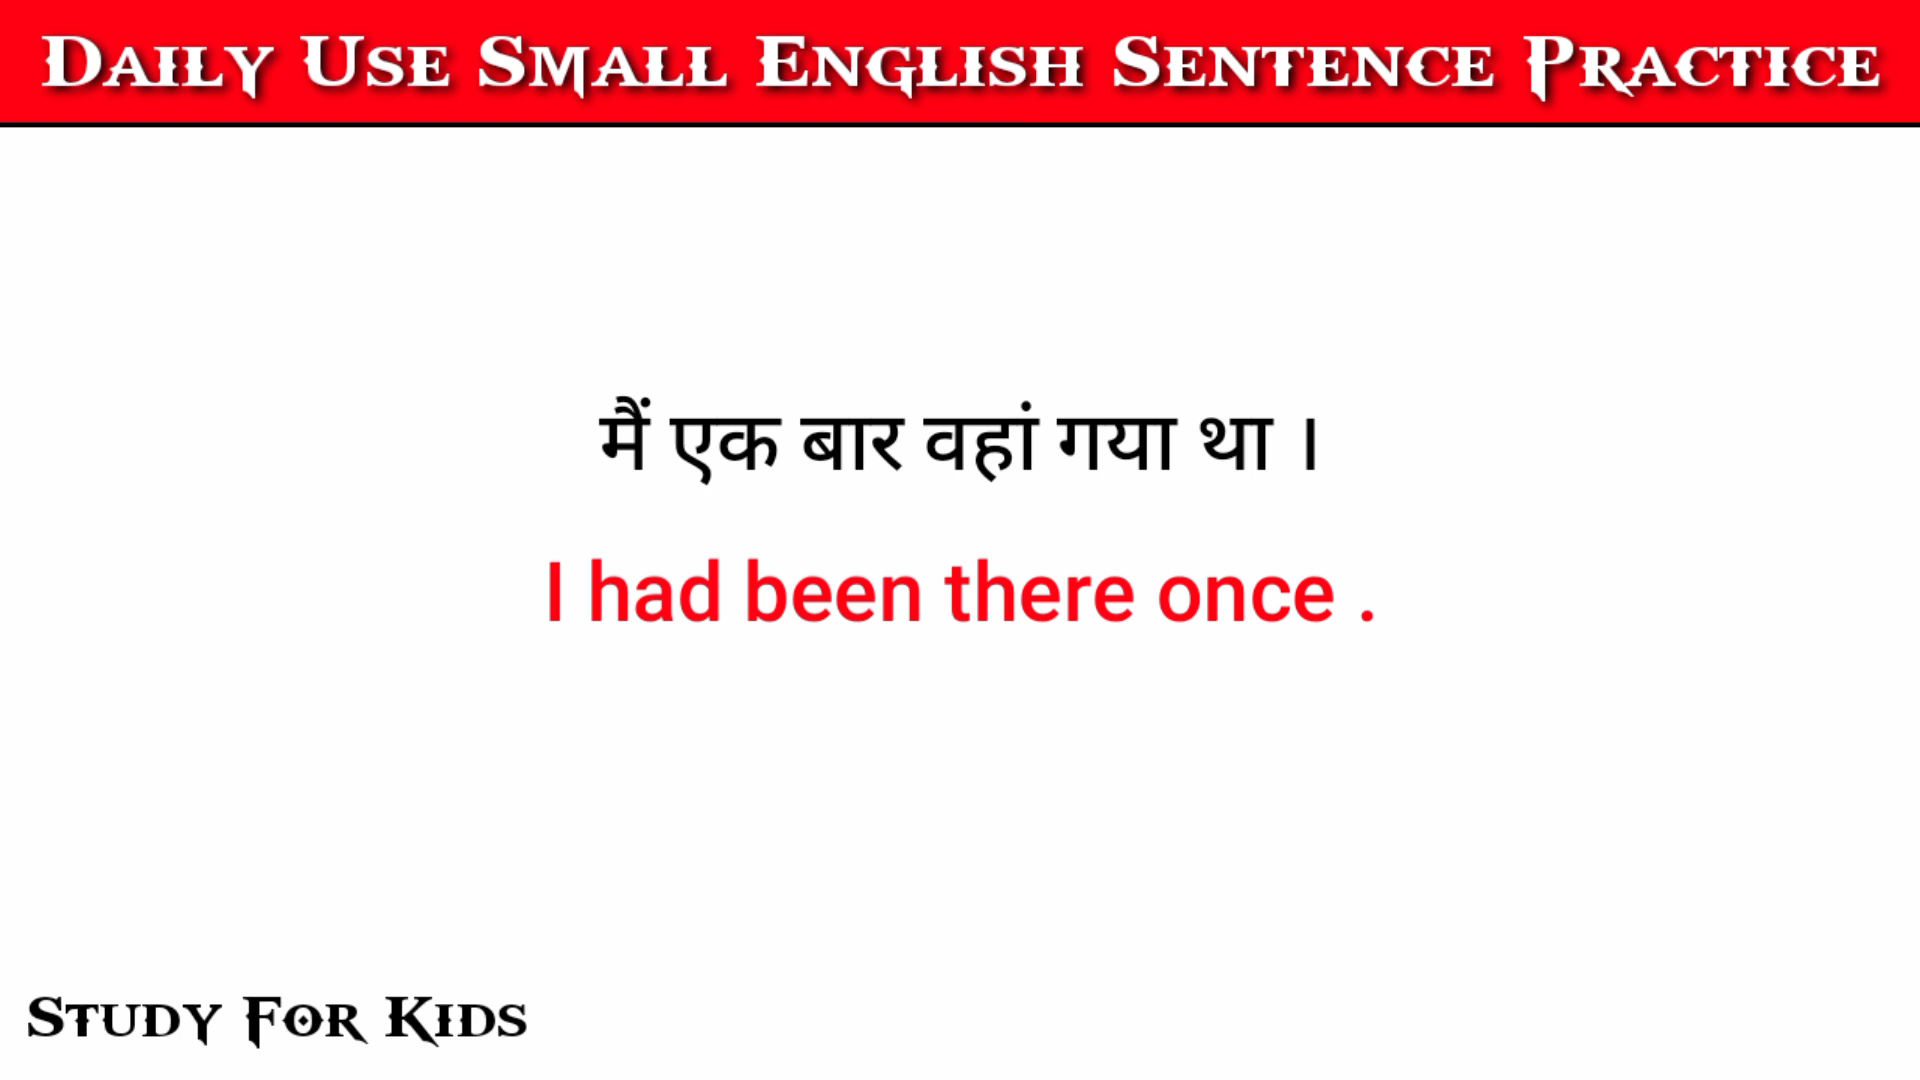 Daily Use Small English Sentence Practice
मैं एक बार वहां गया था ।
I had been there once .
Study For Kids